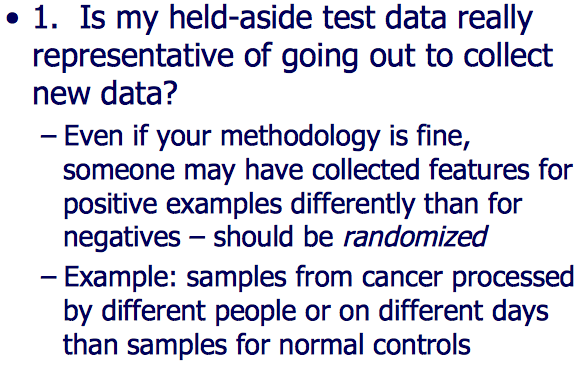 • 1. Is my held-aside test data really
representative of going out to collect
new data?
– Even if your methodology is fine,
someone may have collected features for
positive examples differently than for
negatives – should be randomized
– Example: samples from cancer processed
by different people or on different days
than samples for normal controls